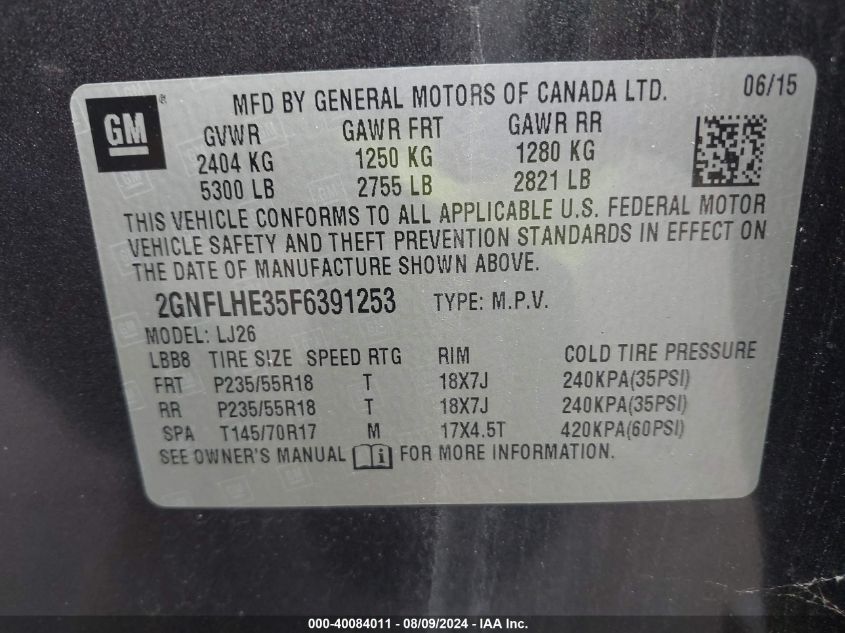 GM
®
MFD BY GENERAL MOTORS OF CANADA LTD. 06/15
GVWR GAWR FRT GAWR RR
2404 KG 1250 KG 1280 KG
5300 LB 2755 LB 2821 LB
THIS VEHICLE CONFORMS TO ALL APPLICABLE U.S. FEDERAL MOTOR
VEHICLE SAFETY AND THEFT PREVENTION STANDARDS IN EFFECT ON
THE DATE OF MANUFACTURE SHOWN ABOVE.
2GNFLHE35F6391253 TYPE: M.P.V.
MODEL: LJ26
LBB8 TIRE SIZE SPEED RTG RIM COLD TIRE PRESSURE
FRT P235/55R18 T 18X7J 240KPA(35PSI)
RR P235/55R18 T 18X7J 240KPA(35PSI)
SPA T145/70R17 M 17X4.5T 420KPA(60PSI)
SEE OWNER'S MANUAL i FOR MORE INFORMATION.
000-40084011 - 08/09/2024 - IAA Inc.